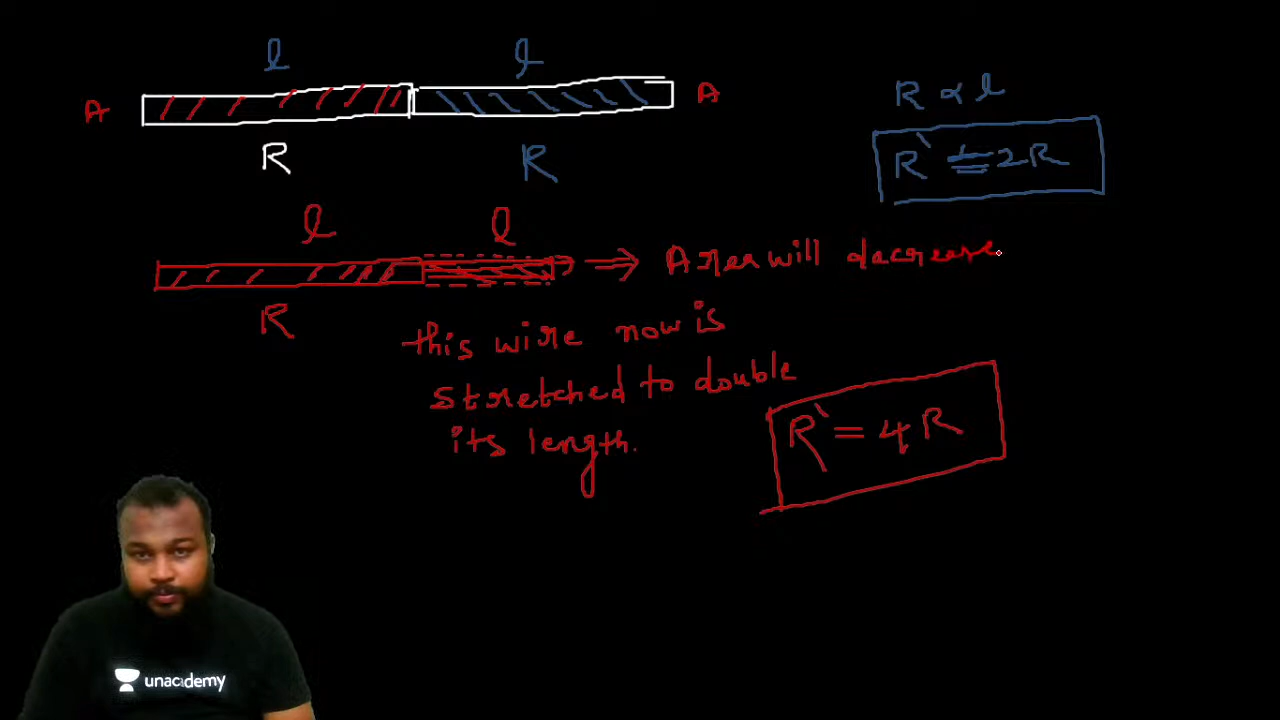 l l
A A
R R
R ∝ l
R` = 2R
l l
R
Area will decrease
this wire now is
stretched to double
its length.
R` = 4R
unacademy